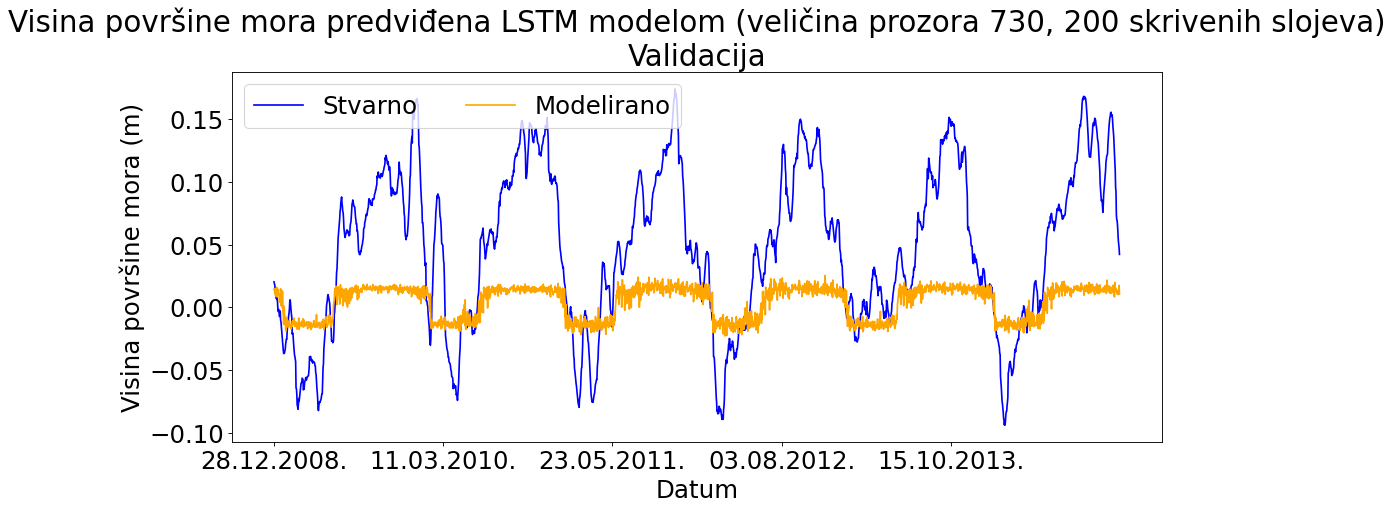 Visina površine mora predviđena LSTM modelom (veličina prozora 730, 200 skrivenih slojeva)
Validacija
Stvarno Modelirano
Visina površine mora (m)
0.15
0.10
0.05
0.00
−0.05
−0.10
28.12.2008. 11.03.2010. 23.05.2011. 03.08.2012. 15.10.2013.
Datum